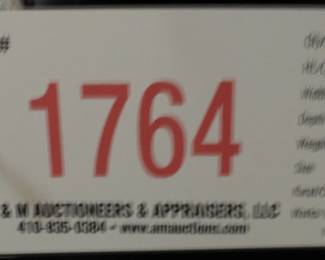 #
1764
& M AUCTIONEERS & APPRAISERS, LLC
410-835-0384 - www.amauctions.com